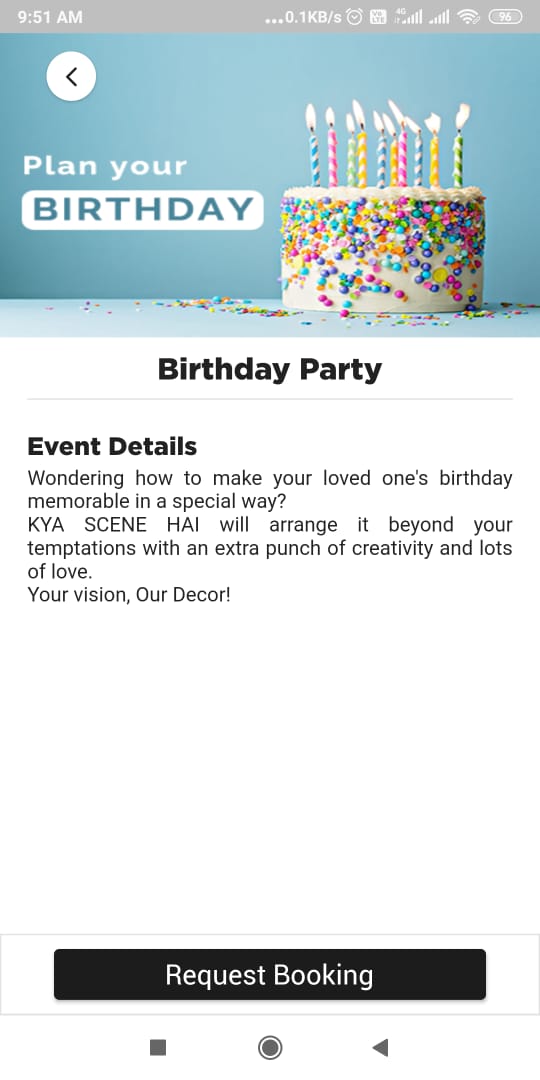 9:51 AM
...0.1KB/s
4G
96
Plan your
BIRTHDAY
Birthday Party
Event Details
Wondering how to make your loved one's birthday
memorable in a special way?
KYA SCENE HAI will arrange it beyond your
temptations with an extra punch of creativity and lots
of love.
Your vision, Our Decor!
Request Booking